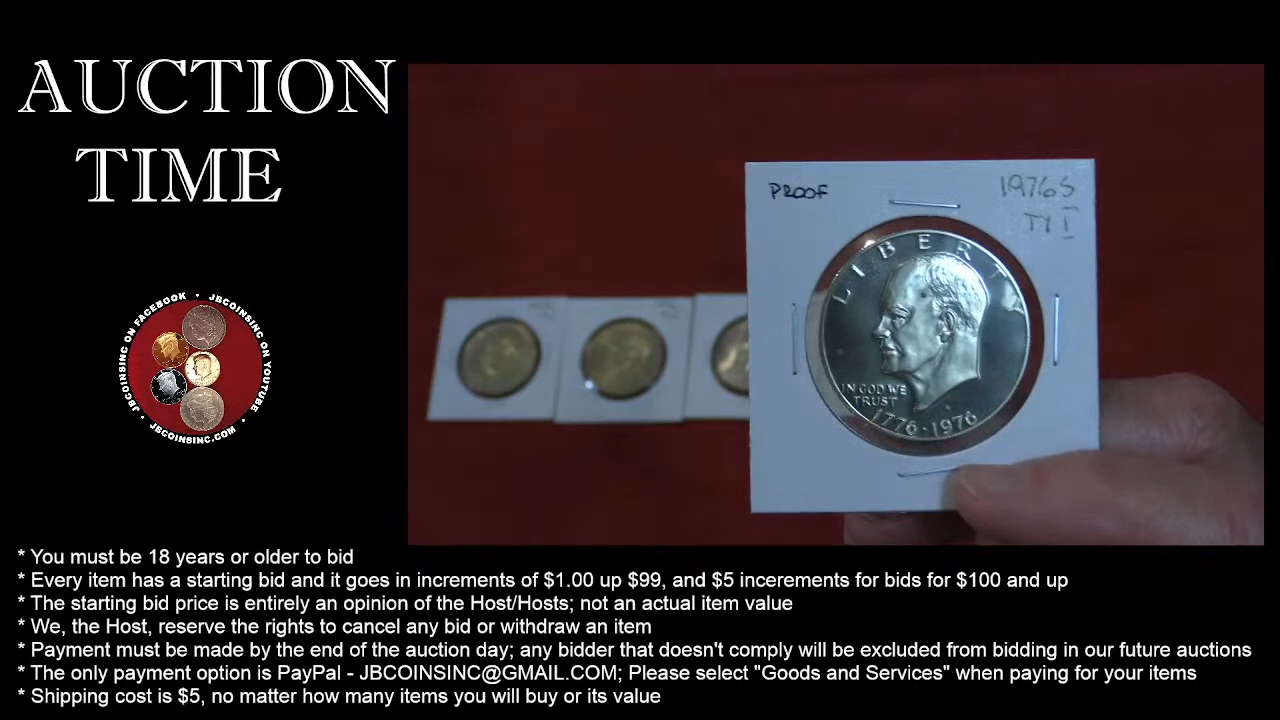 AUCTION
TIME
JBCOINSINC ON FACEBOOK • JBCOINSINC ON YOUTUBE • JBCOINSINC.COM •
PROOF
1976 S
TY I
LIBERTY
IN GOD WE
TRUST
1776 · 1976
* You must be 18 years or older to bid
* Every item has a starting bid and it goes in increments of $1.00 up $99, and $5 incerements for bids for $100 and up
* The starting bid price is entirely an opinion of the Host/Hosts; not an actual item value
* We, the Host, reserve the rights to cancel any bid or withdraw an item
* Payment must be made by the end of the auction day; any bidder that doesn't comply will be excluded from bidding in our future auctions
* The only payment option is PayPal - JBCOINSINC@GMAIL.COM; Please select "Goods and Services" when paying for your items
* Shipping cost is $5, no matter how many items you will buy or its value